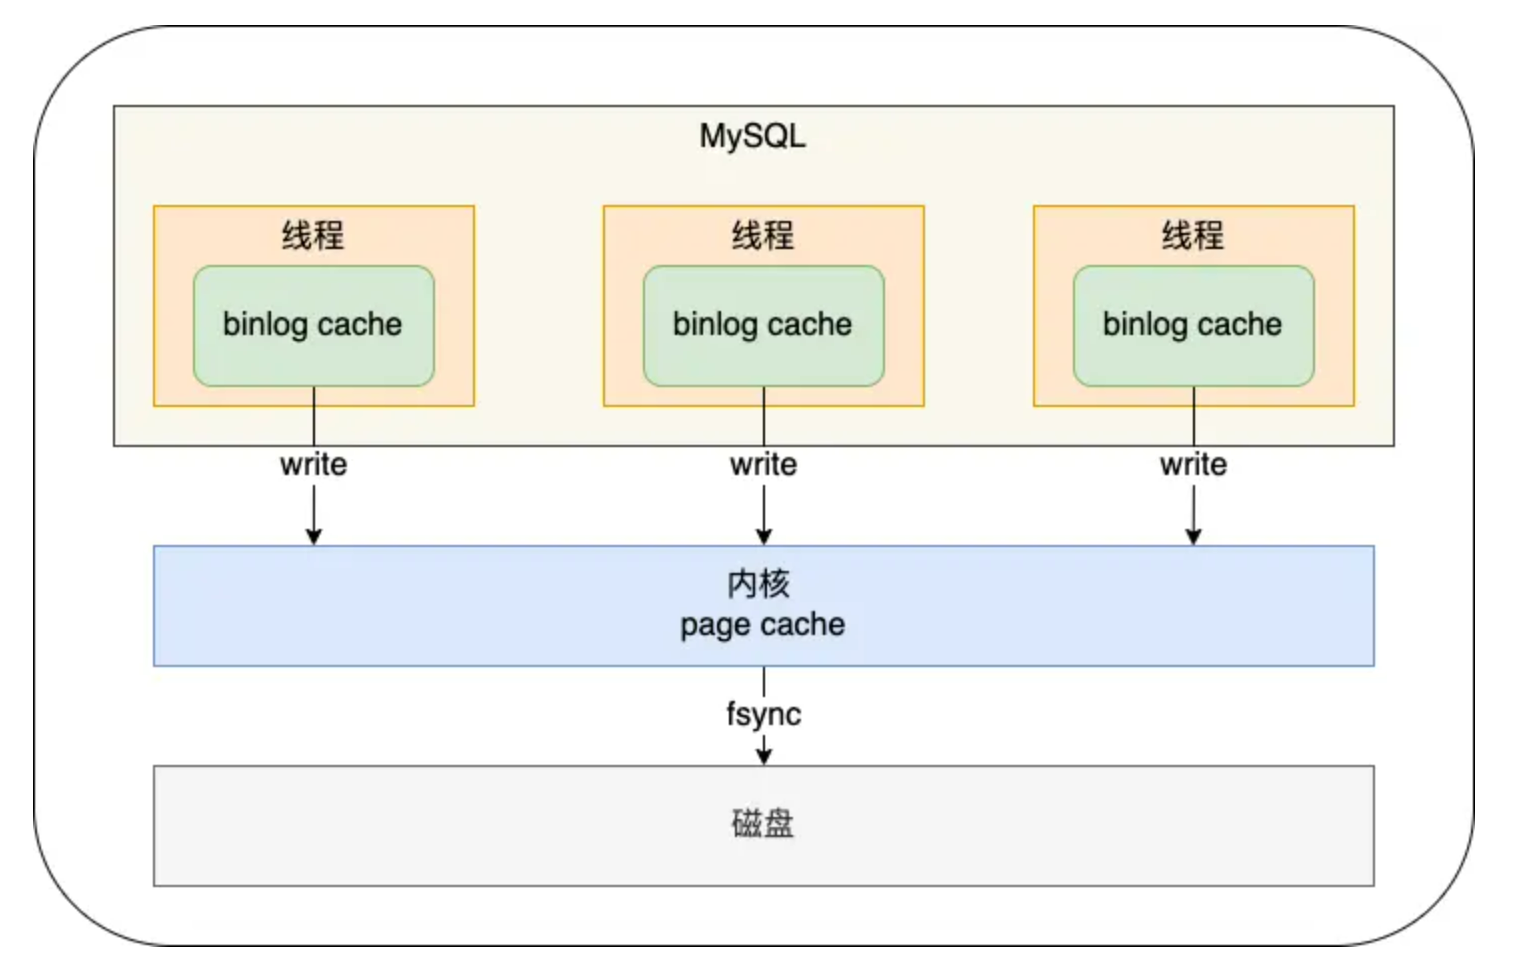 MySQL
线程
线程
线程
binlog cache
binlog cache
binlog cache
write
write
write
内核
page cache
fsync
磁盘